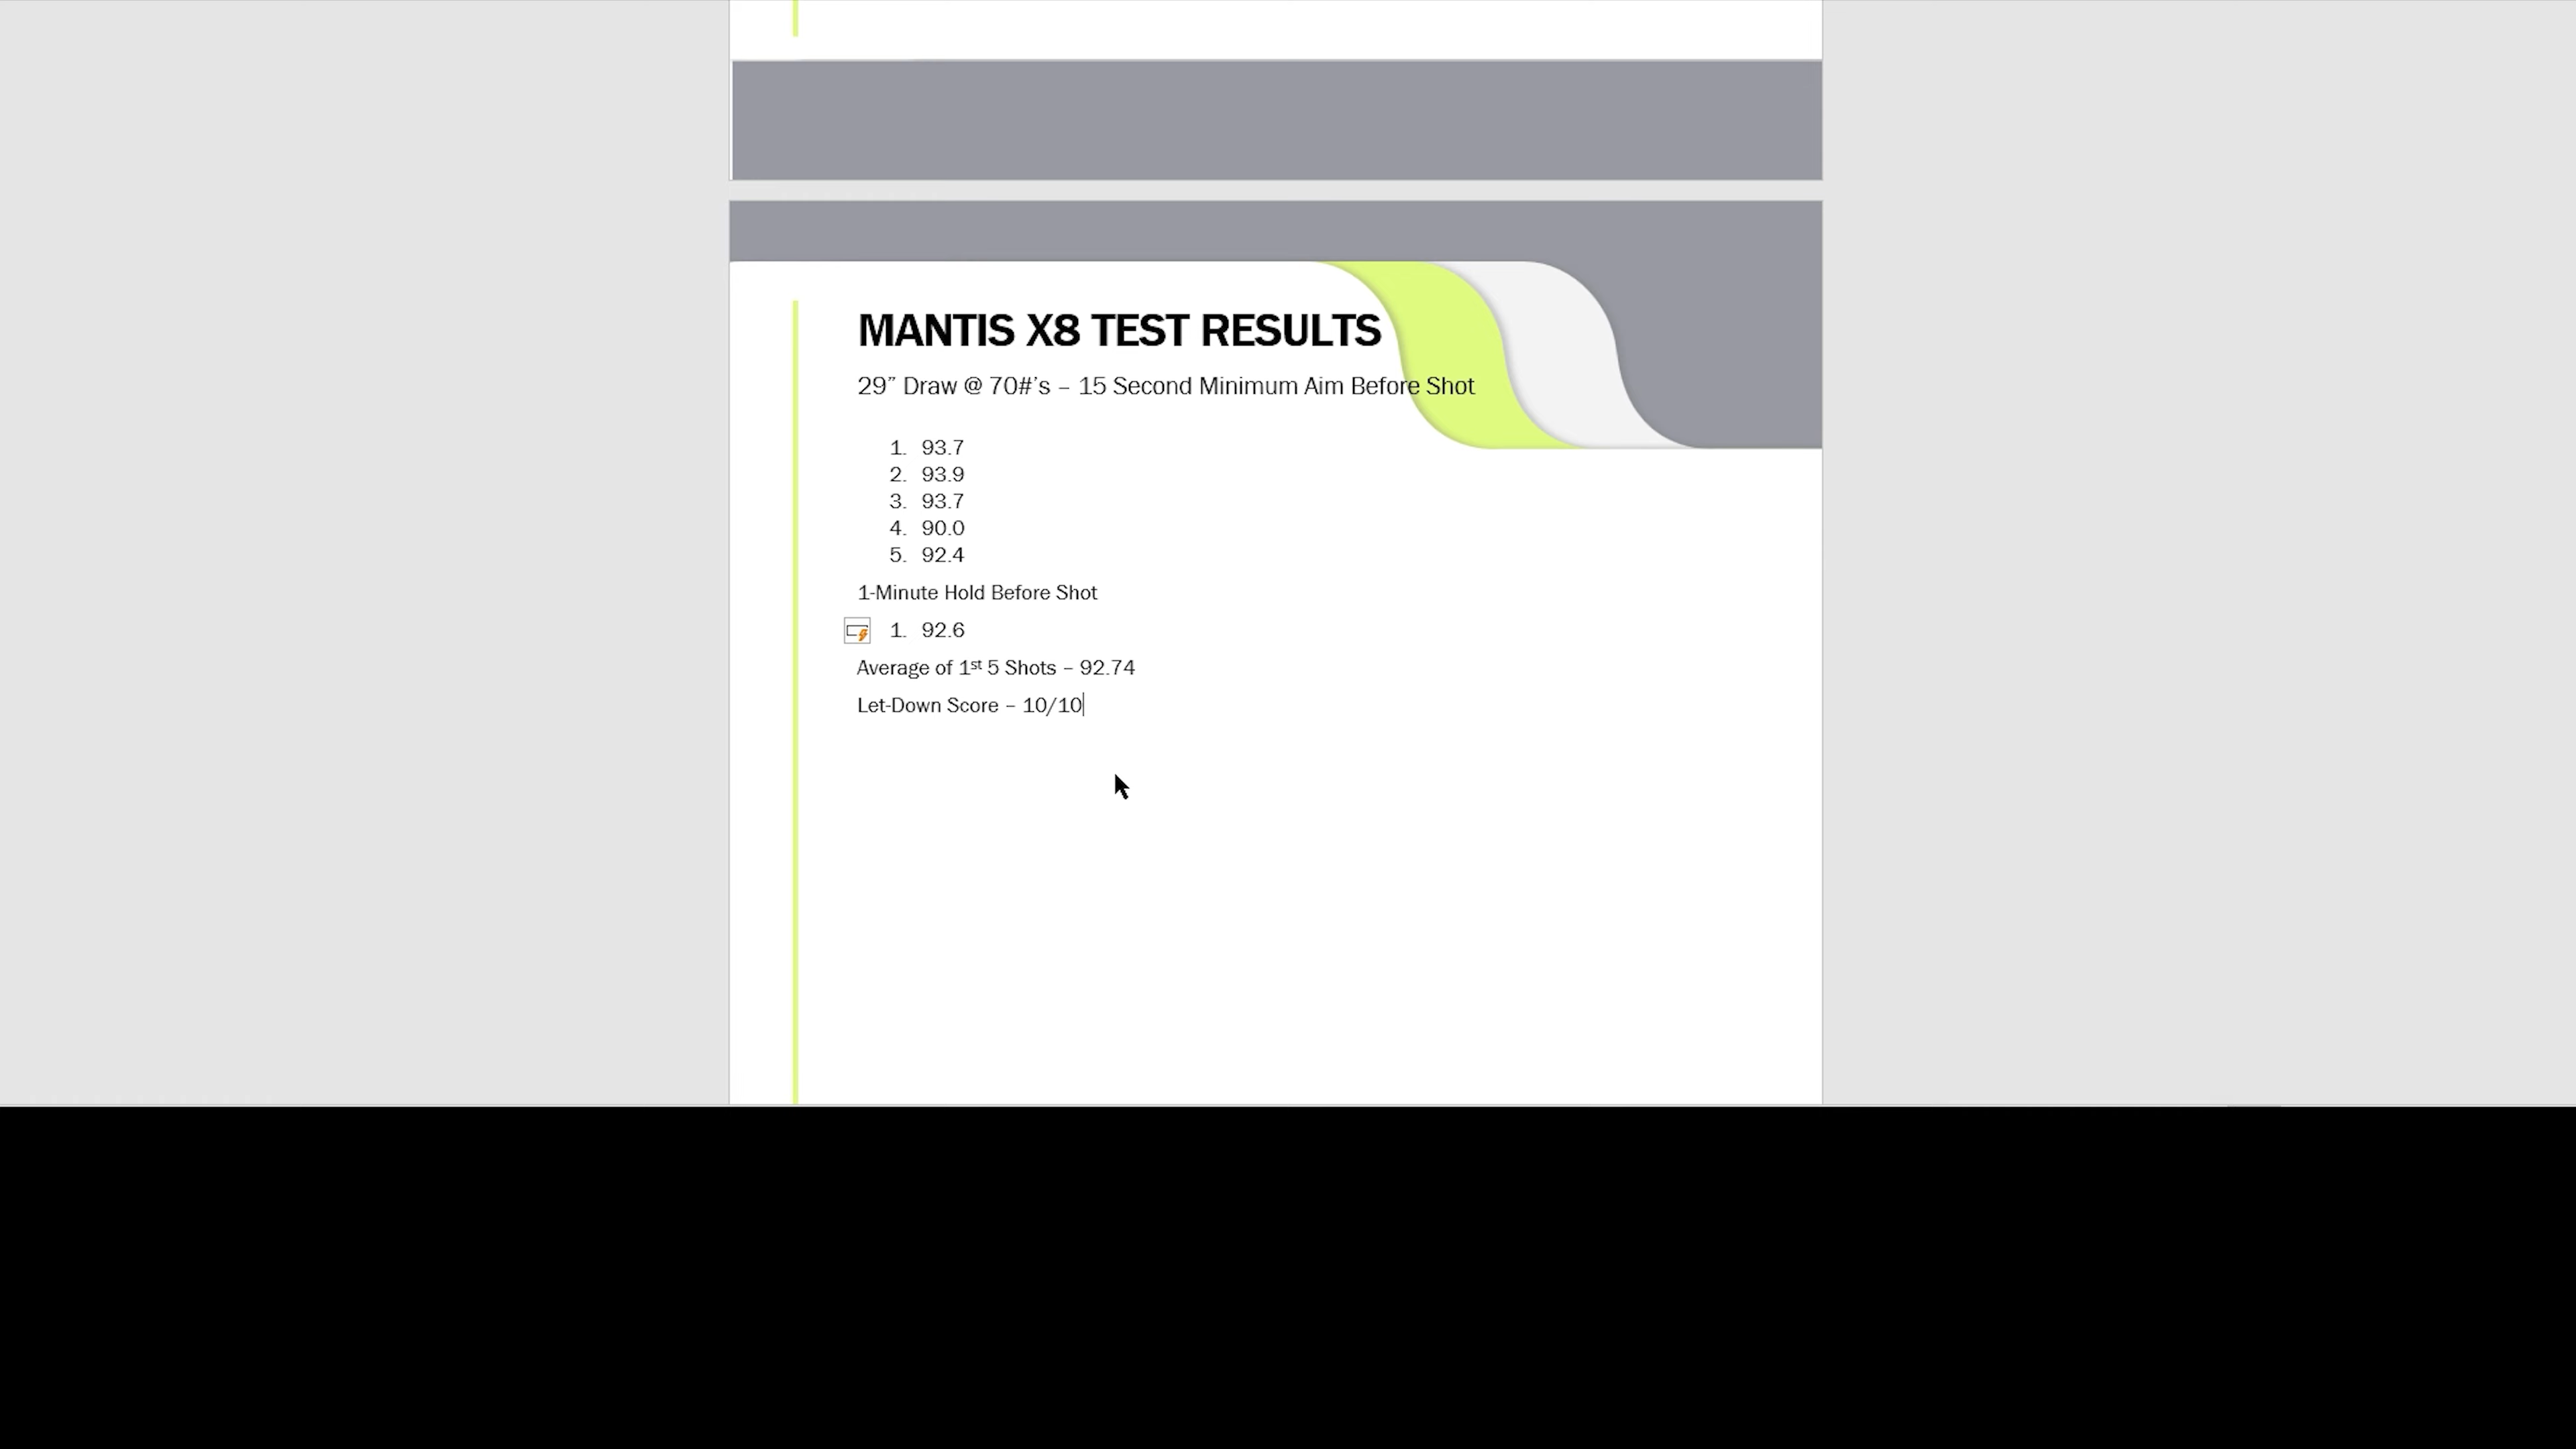 MANTIS X8 TEST RESULTS
29” Draw @ 70#’s – 15 Second Minimum Aim Before Shot
1. 93.7
2. 93.9
3. 93.7
4. 90.0
5. 92.4
1-Minute Hold Before Shot
1. 92.6
Average of 1st 5 Shots – 92.74
Let-Down Score – 10/10